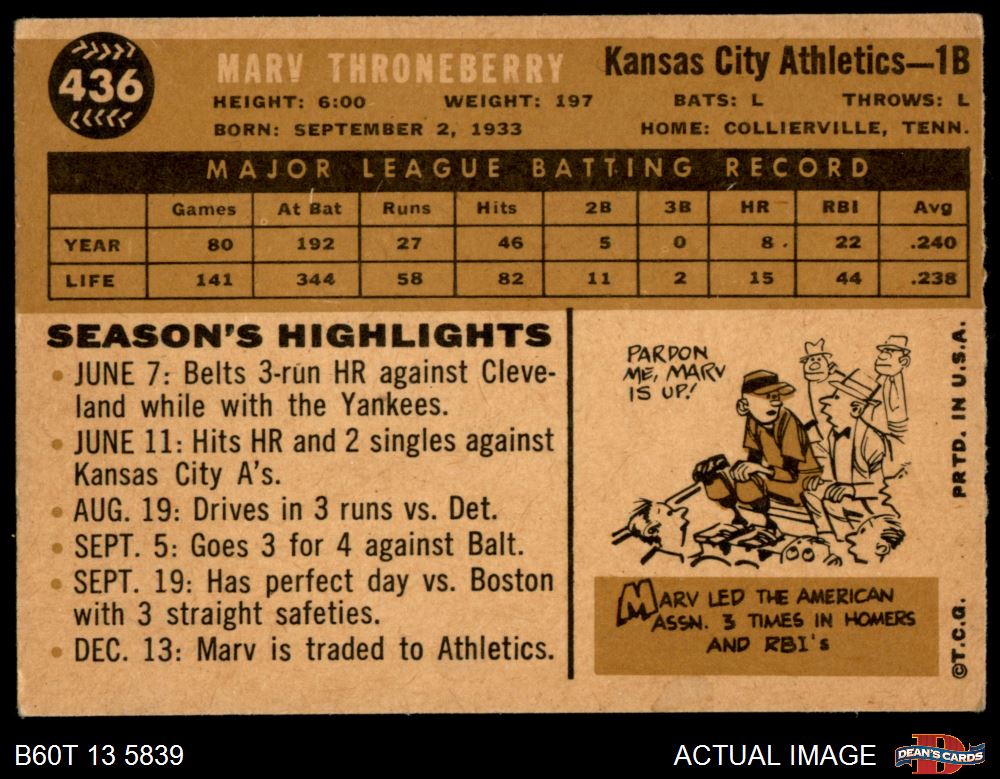 436
MARV THRONEBERRY
Kansas City Athletics—1B
HEIGHT: 6:00 WEIGHT: 197 BATS: L THROWS: L
BORN: SEPTEMBER 2, 1933 HOME: COLLIERVILLE, TENN.
MAJOR LEAGUE BATTING RECORD
Games At Bat Runs Hits 2B 3B HR RBI Avg
YEAR 80 192 27 46 5 0 8 22 .240
LIFE 141 344 58 82 11 2 15 44 .238
SEASON'S HIGHLIGHTS
• JUNE 7: Belts 3-run HR against Cleve-
land while with the Yankees.
• JUNE 11: Hits HR and 2 singles against
Kansas City A's.
• AUG. 19: Drives in 3 runs vs. Det.
• SEPT. 5: Goes 3 for 4 against Balt.
• SEPT. 19: Has perfect day vs. Boston
with 3 straight safeties.
• DEC. 13: Marv is traded to Athletics.
PARDON
ME, MARV
IS UP!
MARV LED THE AMERICAN
ASSN. 3 TIMES IN HOMERS
AND RBI's
©T.C.G. PRTD. IN U.S.A.
B60T 13 5839
ACTUAL IMAGE
DEAN'S CARDS